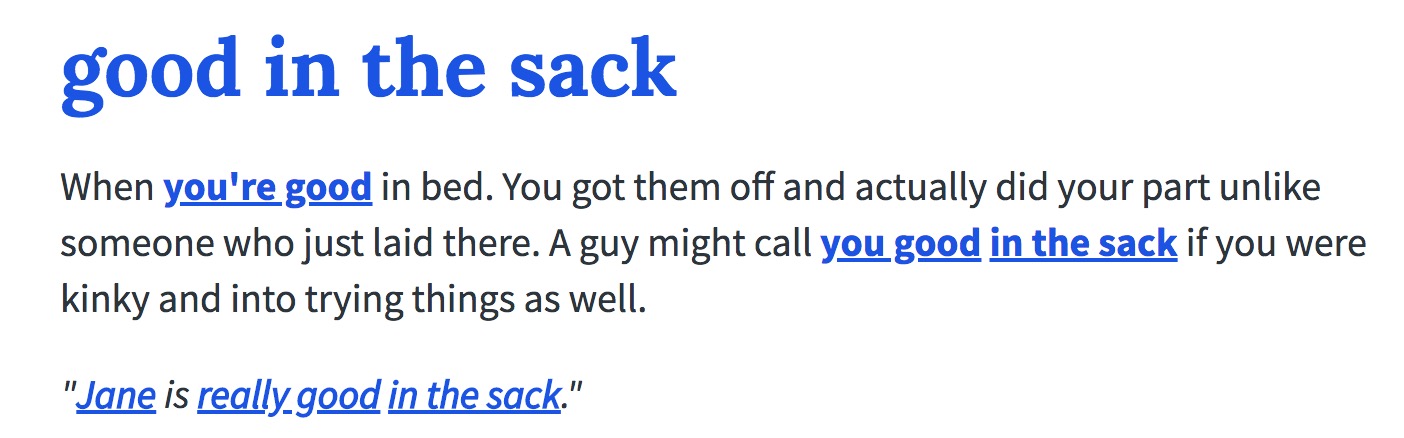 good in the sack
When you're good in bed. You got them off and actually did your part unlike
someone who just laid there. A guy might call you good in the sack if you were
kinky and into trying things as well.
"Jane is really good in the sack."